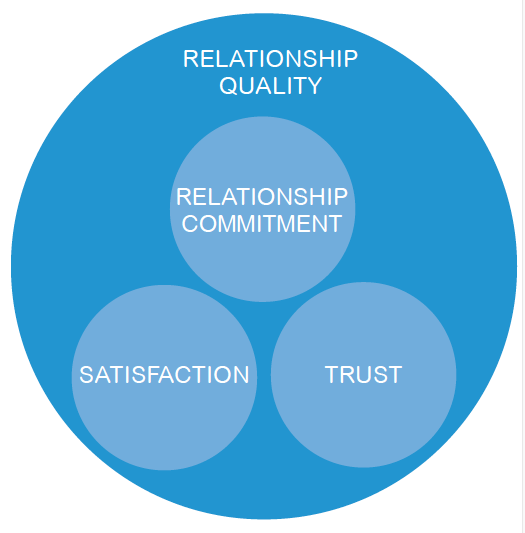 RELATIONSHIP
QUALITY
RELATIONSHIP
COMMITMENT
SATISFACTION
TRUST